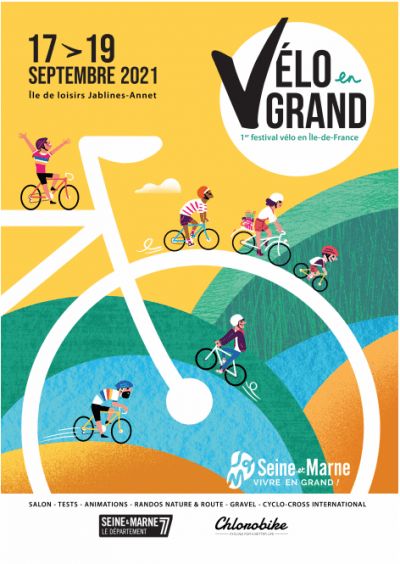 17 > 19
SEPTEMBRE 2021
Île de loisirs Jablines-Annet
VÉLO en
GRAND
1er festival vélo en Île-de-France
Seine et Marne
VIVRE EN GRAND !
SALON - TESTS - ANIMATIONS - RANDOS NATURE & ROUTE - GRAVEL - CYCLO-CROSS INTERNATIONAL
SEINE & MARNE 77
LE DÉPARTEMENT
Chlorobike